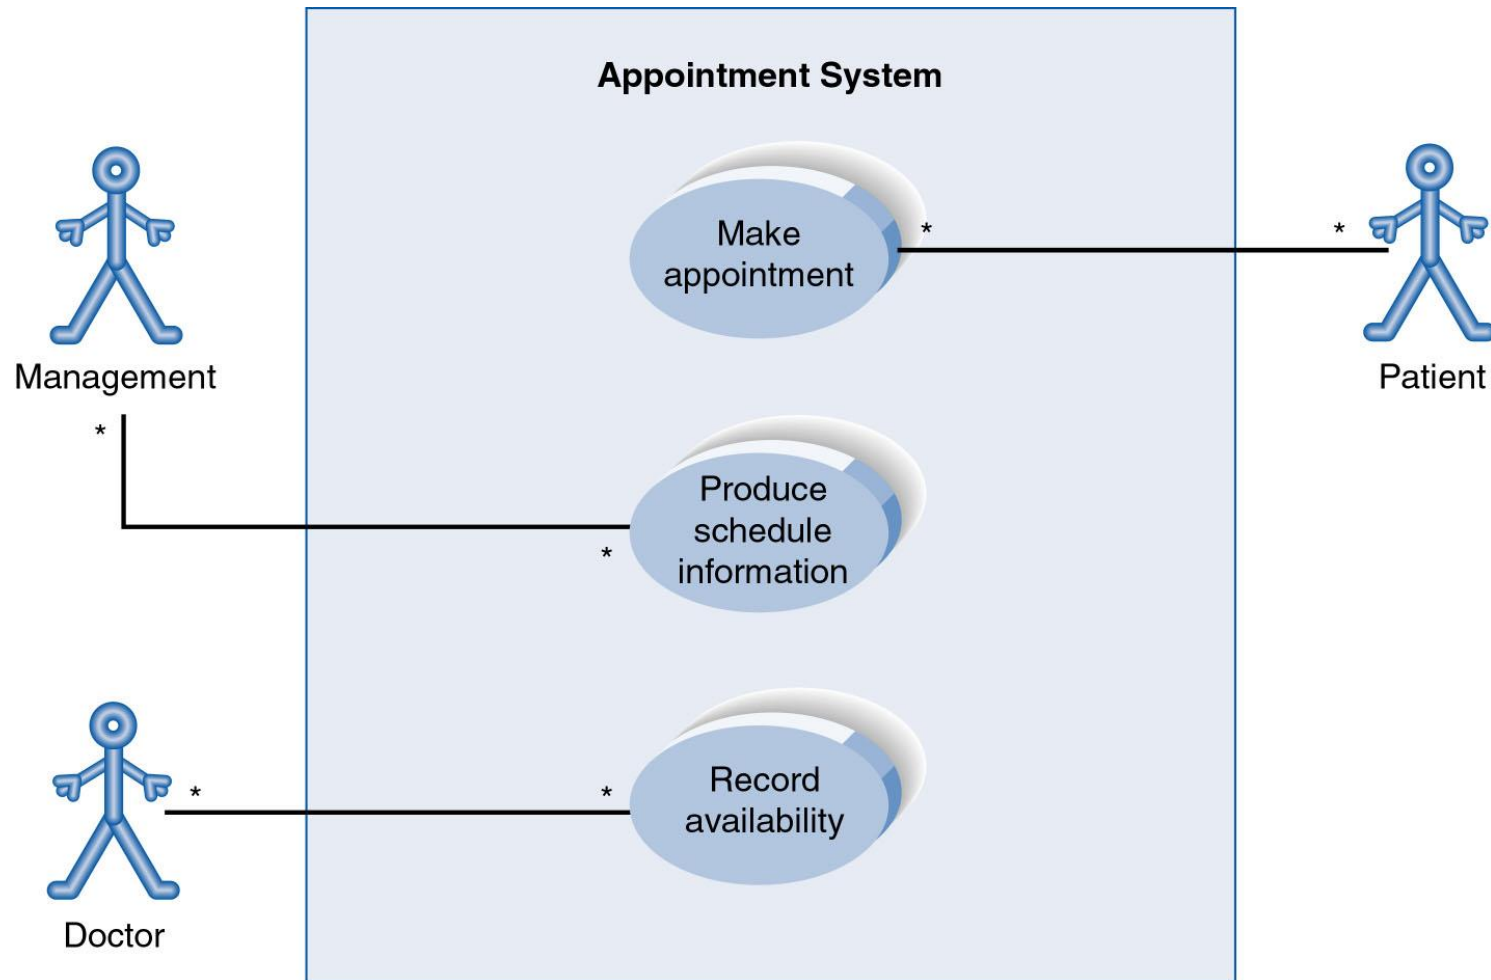 Appointment System
Make
appointment
*
*
Patient
Management
*
Produce
schedule
information
*
Record
availability
*
*
Doctor